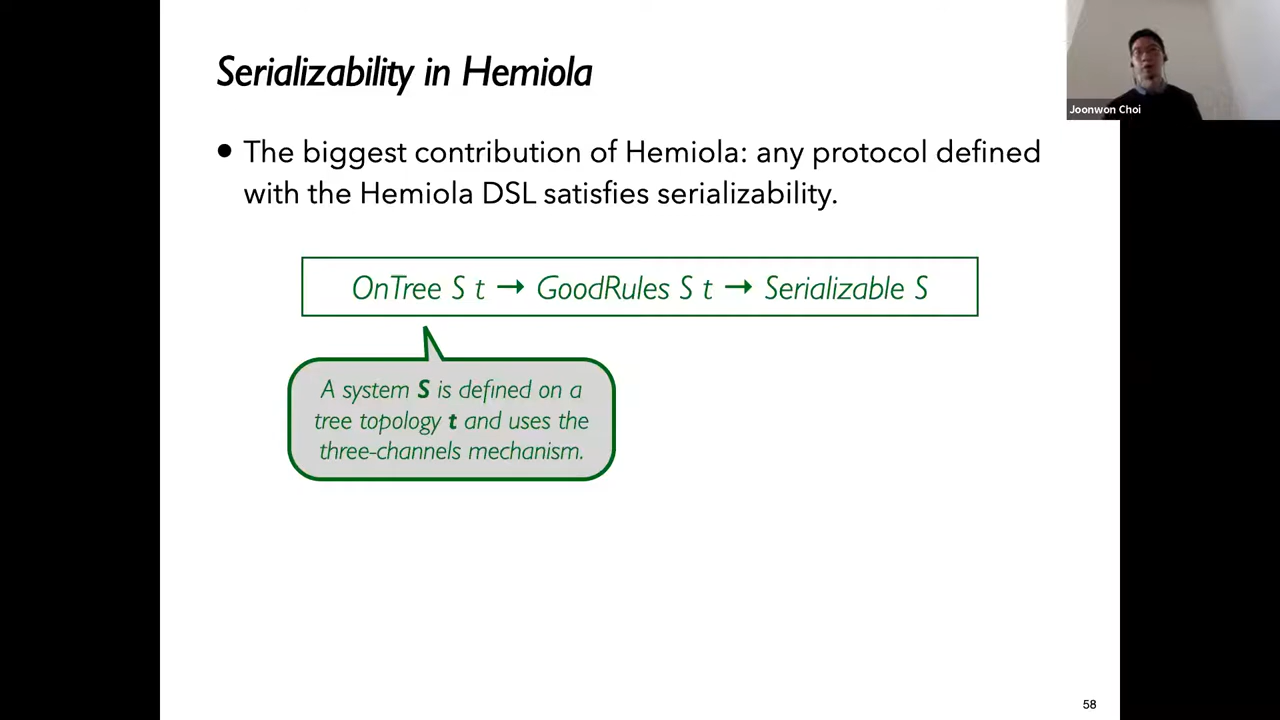 Serializability in Hemiola
Joonwon Choi
• The biggest contribution of Hemiola: any protocol defined
with the Hemiola DSL satisfies serializability.
OnTree S t → GoodRules S t → Serializable S
A system S is defined on a
tree topology t and uses the
three-channels mechanism.
58